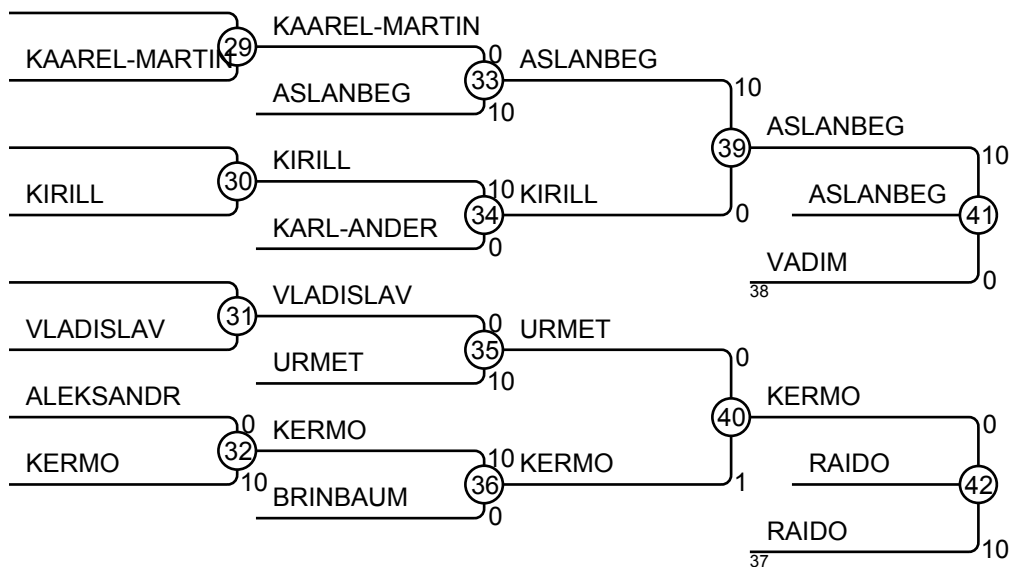 KAAREL-MARTIN
29
KAAREL-MARTIN
0
33
ASLANBEG
10
ASLANBEG
10
39
ASLANBEG
10
KIRILL
30
KIRILL
10
34
KARL-ANDER
0
KIRILL
0
ASLANBEG
41
VADIM
38
0
VLADISLAV
31
VLADISLAV
0
35
URMET
10
URMET
0
40
KERMO
0
ALEKSANDR
0
32
KERMO
10
KERMO
10
36
BRINBAUM
0
KERMO
1
RAIDO
42
RAIDO
37
10